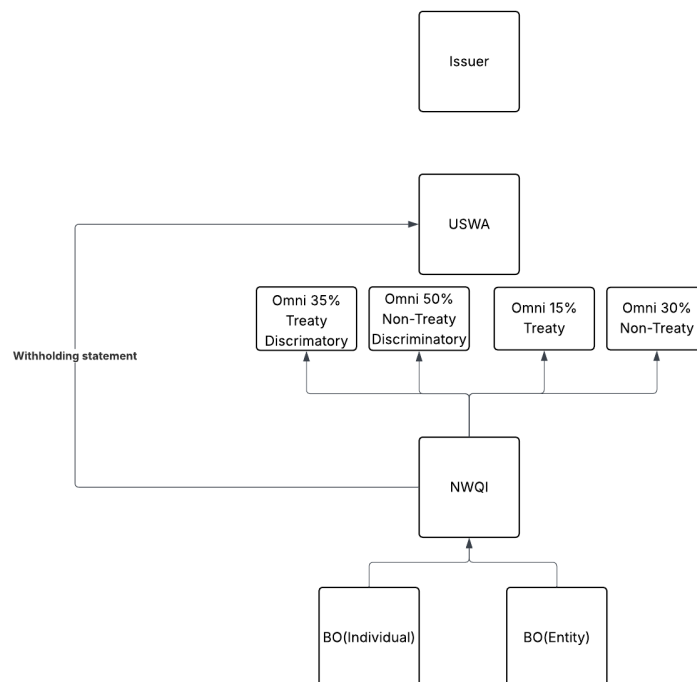 Issuer
USWA
Omni 35%
Treaty
Discrimatory
Omni 50%
Non-Treaty
Discriminatory
Omni 15%
Treaty
Omni 30%
Non-Treaty
Withholding statement
NWQI
BO(Individual)
BO(Entity)